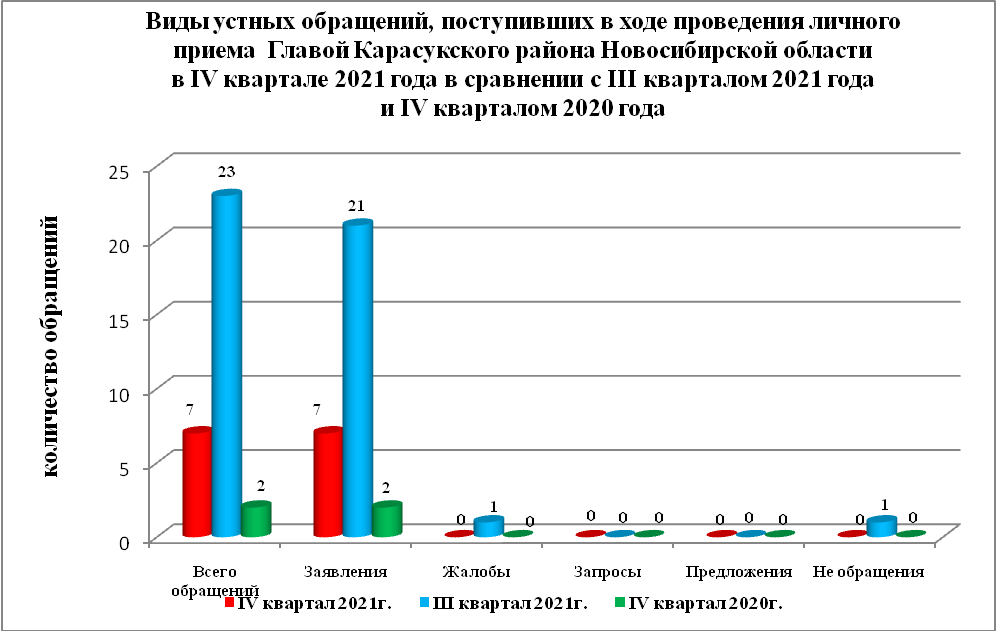 Виды устных обращений, поступивших в ходе проведения личного
приема Главой Карасукского района Новосибирской области
в IV квартале 2021 года в сравнении с III кварталом 2021 года
и IV кварталом 2020 года
количество обращений
25
20
15
10
5
0
7 23 2
7 21 2
0 1 0
0 0 0
0 0 0
0 1 0
Всего обращений
Заявления
Жалобы
Запросы
Предложения
Не обращения
IV квартал 2021г.
III квартал 2021г.
IV квартал 2020г.